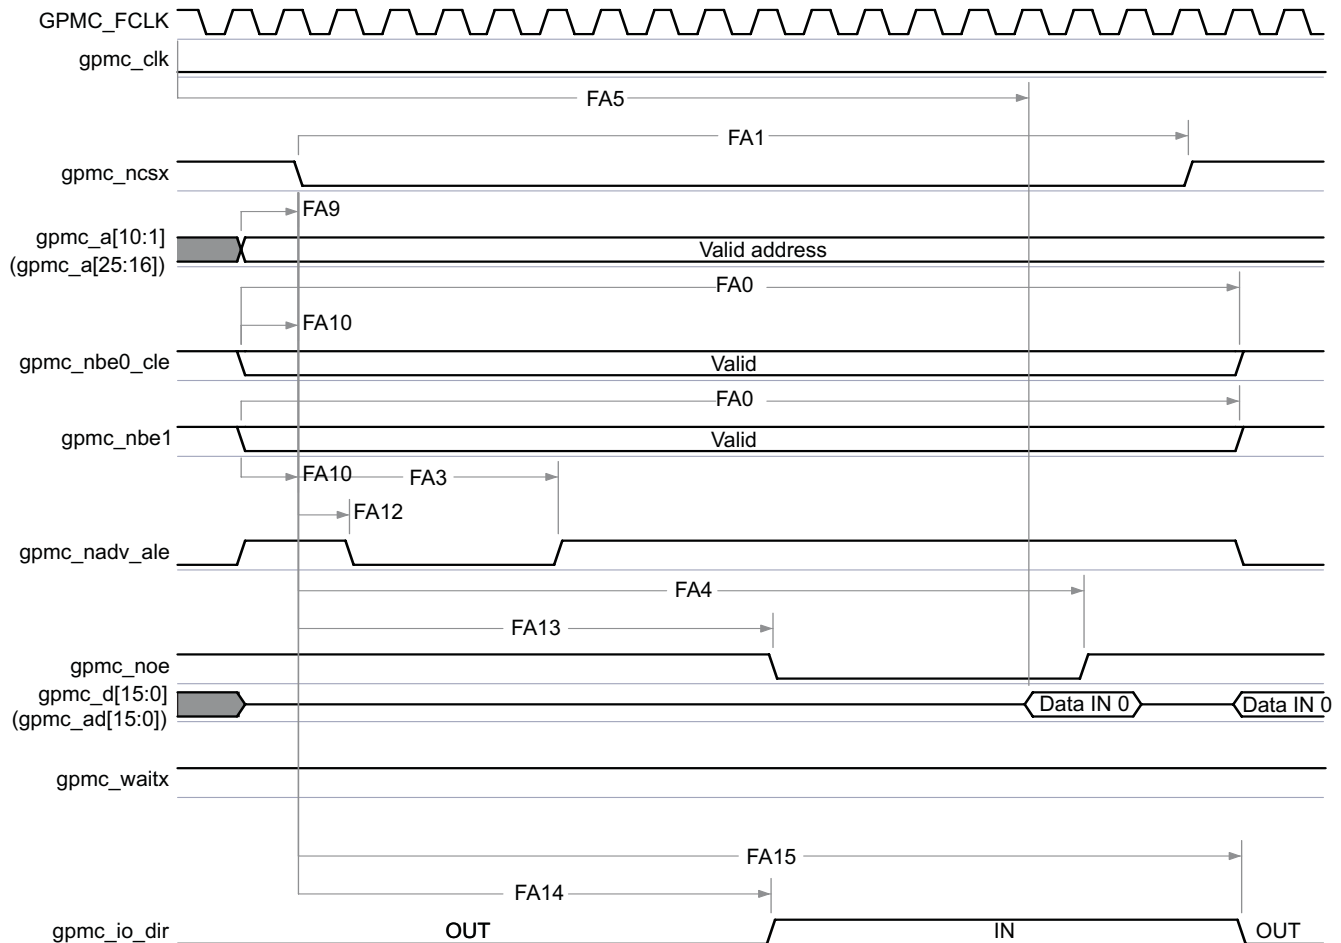 GPMC_FCLK
gpmc_clk
FA5
FA1
gpmc_ncsx
FA9
gpmc_a[10:1]
(gpmc_a[25:16])
Valid address
FA0
FA10
gpmc_nbe0_cle
Valid
FA0
gpmc_nbe1
Valid
FA10
FA3
FA12
gpmc_nadv_ale
FA4
FA13
gpmc_noe
gpmc_d[15:0]
(gpmc_ad[15:0])
Data IN 0
Data IN 0
gpmc_waitx
FA15
FA14
gpmc_io_dir
OUT
IN
OUT